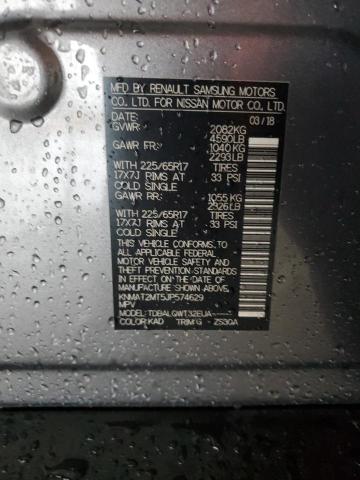 MFD BY RENAULT SAMSUNG MOTORS
CO. LTD. FOR NISSAN MOTOR CO., LTD.
DATE: 03/18
GVWR: 2082KG
4590LB
GAWR FR: 1040KG
2293LB
WITH 225/65R17 TIRES
17X7J RIMS AT 33 PSI
COLD SINGLE
GAWR RR: 1055KG
2326LB
WITH 225/65R17 TIRES
17X7J RIMS AT 33 PSI
COLD SINGLE
THIS VEHICLE CONFORMS TO
ALL APPLICABLE FEDERAL
MOTOR VEHICLE SAFETY
STANDARDS IN EFFECT ON
THE DATE OF MANUFACTURE
SHOWN ABOVE.
KNMAT2MT5JP574629
MPV
MODEL: TDBALGWT32EUA-----
COLOR KAD TRIM G ZS3QA